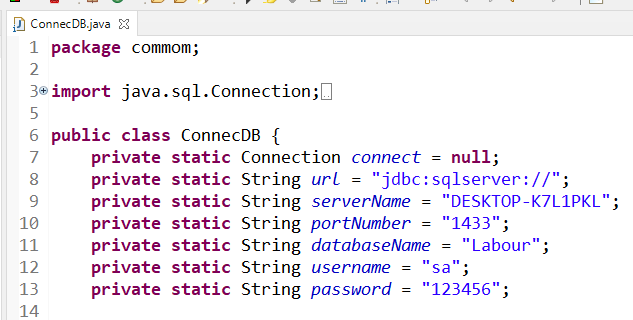 ConnecDB.java
1 package commom;
2
3 import java.sql.Connection;
5
6 public class ConnecDB {
7 private static Connection connect = null;
8 private static String url = "jdbc:sqlserver://";
9 private static String serverName = "DESKTOP-K7L1PKL";
10 private static String portNumber = "1433";
11 private static String databaseName = "Labour";
12 private static String username = "sa";
13 private static String password = "123456";
14